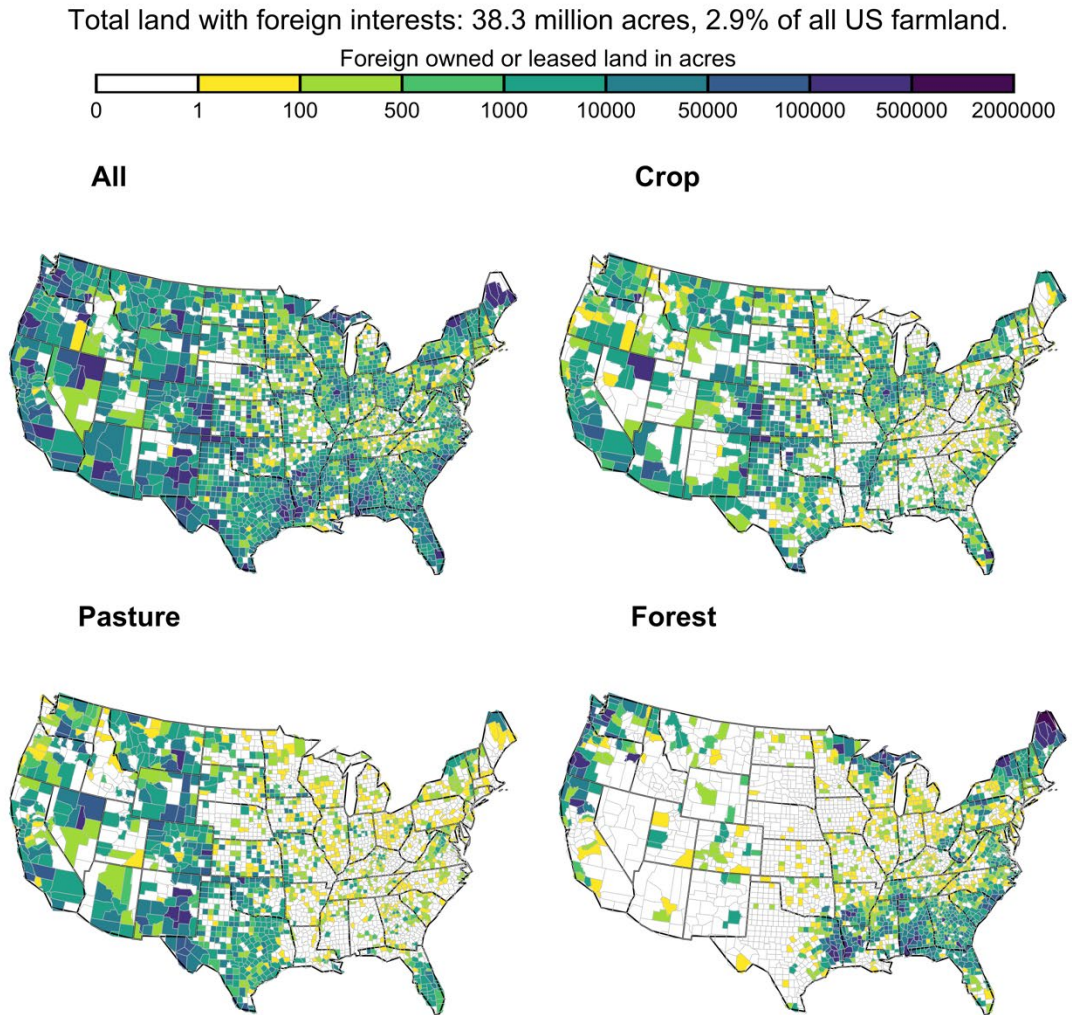 Total land with foreign interests: 38.3 million acres, 2.9% of all US farmland.
Foreign owned or leased land in acres
0 1 100 500 1000 10000 50000 100000 500000 2000000
All Crop
Pasture Forest